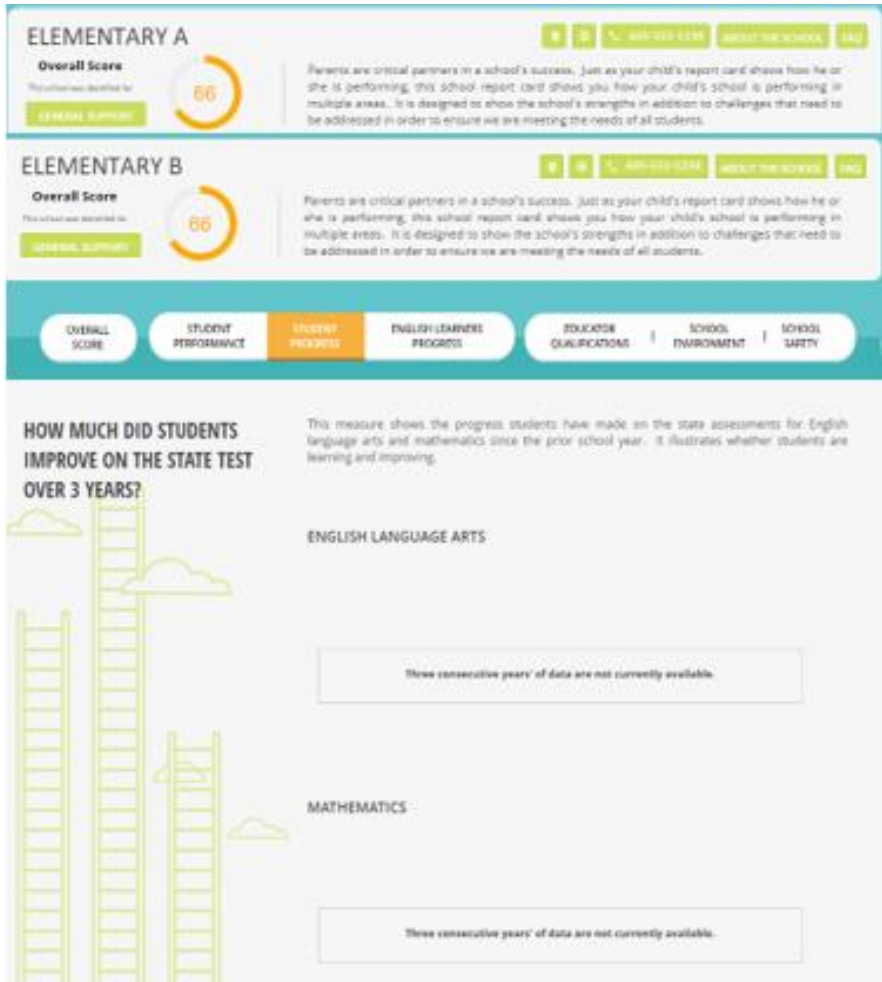 ELEMENTARY A
ABOUT THE SCHOOL FAQ
Overall Score
This school was identified for:
GENERAL SUPPORT
66
Parents are critical partners in a school's success. Just as your child's report card shows how he or
she is performing, this school report card shows you how your child's school is performing in
multiple areas. It is designed to show the school's strengths in addition to challenges that need to
be addressed in order to ensure we are meeting the needs of all students.
ELEMENTARY B
ABOUT THE SCHOOL FAQ
Overall Score
This school was identified for:
GENERAL SUPPORT
66
Parents are critical partners in a school's success. Just as your child's report card shows how he or
she is performing, this school report card shows you how your child's school is performing in
multiple areas. It is designed to show the school's strengths in addition to challenges that need to
be addressed in order to ensure we are meeting the needs of all students.
OVERALL
SCORE
STUDENT
PERFORMANCE
STUDENT
PROGRESS
ENGLISH LEARNERS
PROGRESS
EDUCATOR
QUALIFICATIONS
SCHOOL
ENVIRONMENT
SCHOOL
SAFETY
HOW MUCH DID STUDENTS
IMPROVE ON THE STATE TEST
OVER 3 YEARS?
This measure shows the progress students have made on the state assessments for English
language arts and mathematics since the prior school year. It illustrates whether students are
learning and improving.
ENGLISH LANGUAGE ARTS
Three consecutive years' of data are not currently available.
MATHEMATICS
Three consecutive years' of data are not currently available.